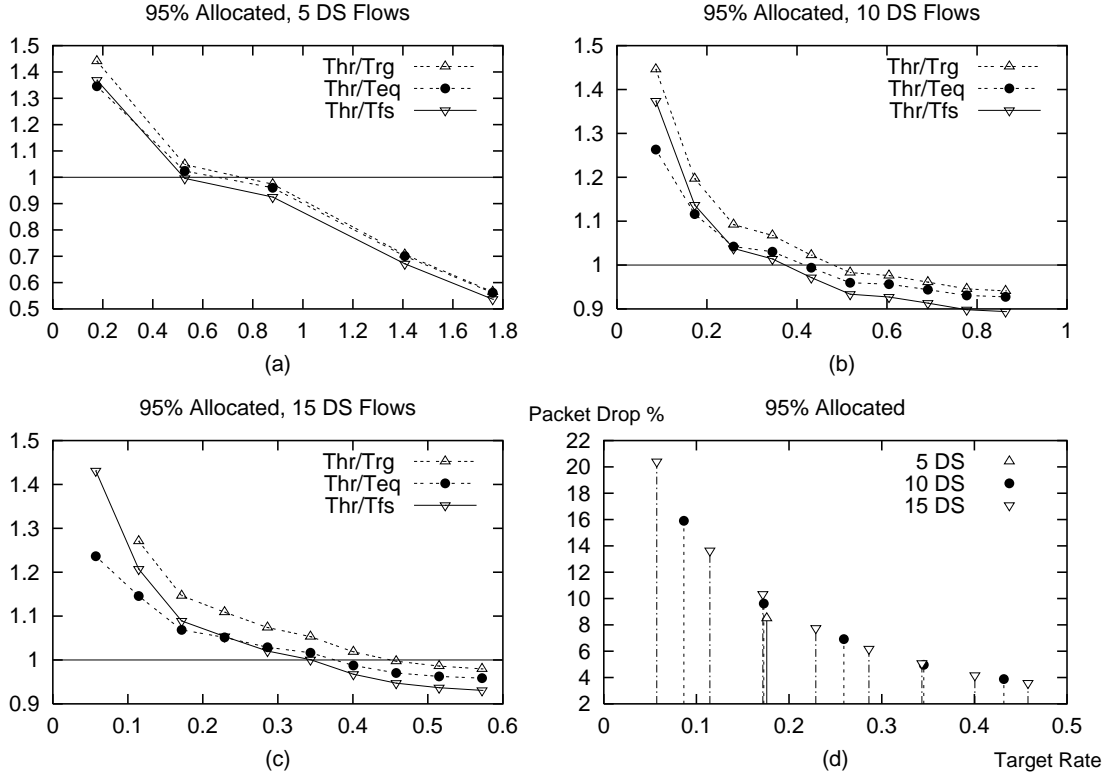 95% Allocated, 5 DS Flows
1.5
1.4
1.3
1.2
1.1
1
0.9
0.8
0.7
0.6
0.5
Thr/Trg
Thr/Teq
Thr/Tfs
0 0.2 0.4 0.6 0.8 1 1.2 1.4 1.6 1.8
(a)
95% Allocated, 10 DS Flows
1.5
1.4
1.3
1.2
1.1
1
0.9
Thr/Trg
Thr/Teq
Thr/Tfs
0 0.2 0.4 0.6 0.8 1
(b)
95% Allocated, 15 DS Flows
1.5
1.4
1.3
1.2
1.1
1
0.9
Thr/Trg
Thr/Teq
Thr/Tfs
0 0.1 0.2 0.3 0.4 0.5 0.6
(c)
Packet Drop % 95% Allocated
22
20
18
16
14
12
10
8
6
4
2
5 DS
10 DS
15 DS
0 0.1 0.2 0.3 0.4 0.5
(d)
Target Rate